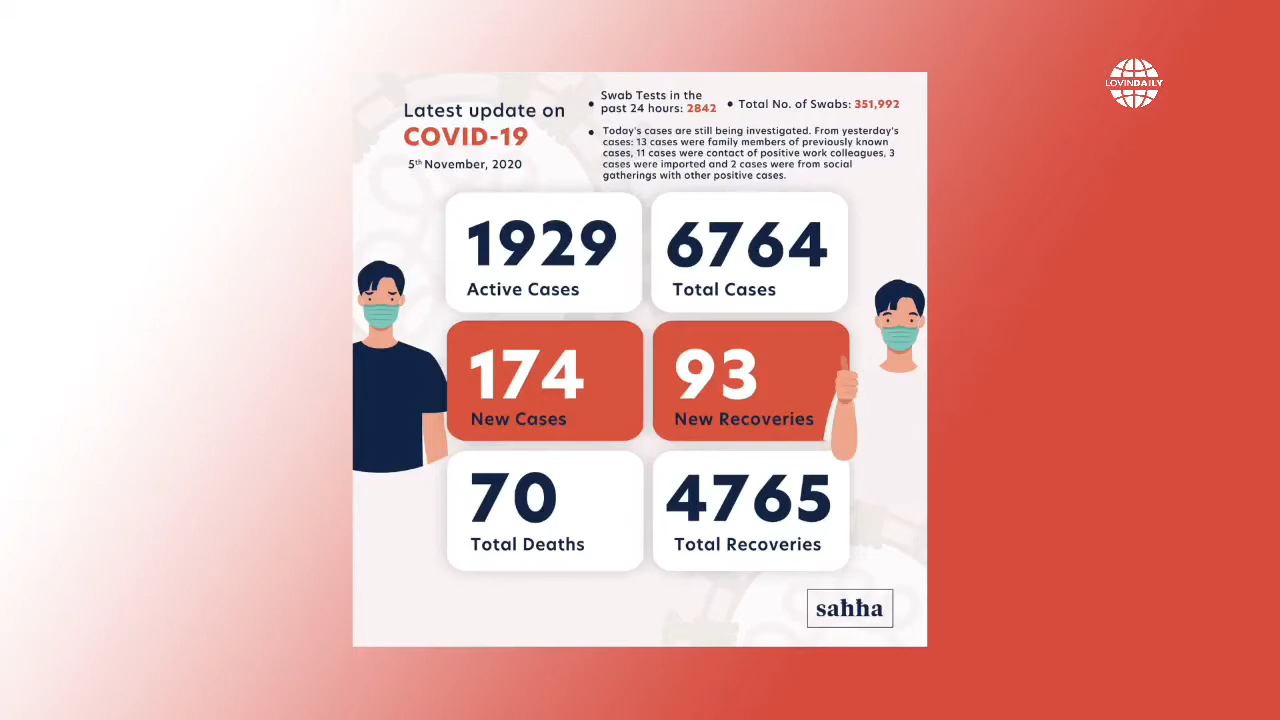 LOVINDAILY
Latest update on
COVID-19
5th November, 2020
• Swab Tests in the
past 24 hours: 2842
• Total No. of Swabs: 351,992
• Today's cases are still being investigated. From yesterday's
cases: 13 cases were family members of previously known
cases, 11 cases were contact of positive work colleagues, 3
cases were imported and 2 cases were from social
gatherings with other positive cases.
1929
Active Cases
6764
Total Cases
174
New Cases
93
New Recoveries
70
Total Deaths
4765
Total Recoveries
saħħa